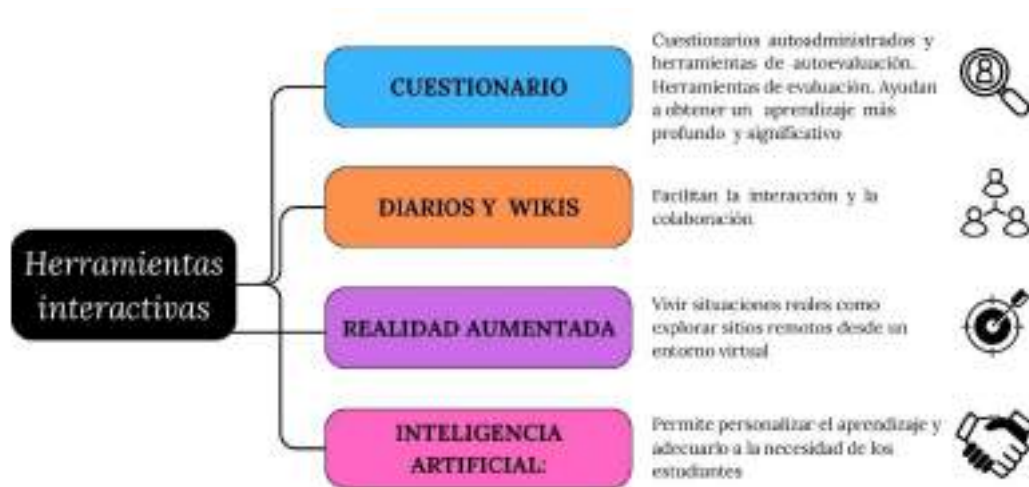 Herramientas
interactivas
CUESTIONARIO
Cuestionarios autoadministrados y
herramientas de autoevaluación.
Herramientas de evaluación. Ayudan
a obtener un aprendizaje más
profundo y significativo
DIARIOS Y WIKIS
Facilitan la interacción y la
colaboración
REALIDAD AUMENTADA
Vivir situaciones reales como
explorar sitios remotos desde un
entorno virtual
INTELIGENCIA
ARTIFICIAL:
Permite personalizar el aprendizaje y
adecuarlo a la necesidad de los
estudiantes